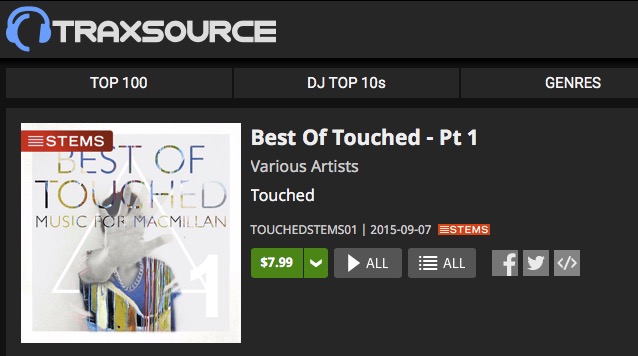 TRAXSOURCE
TOP 100
DJ TOP 10s
GENRES
STEMS
BEST OF
TOUCHED
MUSIC FOR MACMILLAN
1
Best Of Touched - Pt 1
Various Artists
Touched
TOUCHEDSTEMS01 | 2015-09-07 STEMS
$7.99 ALL ALL